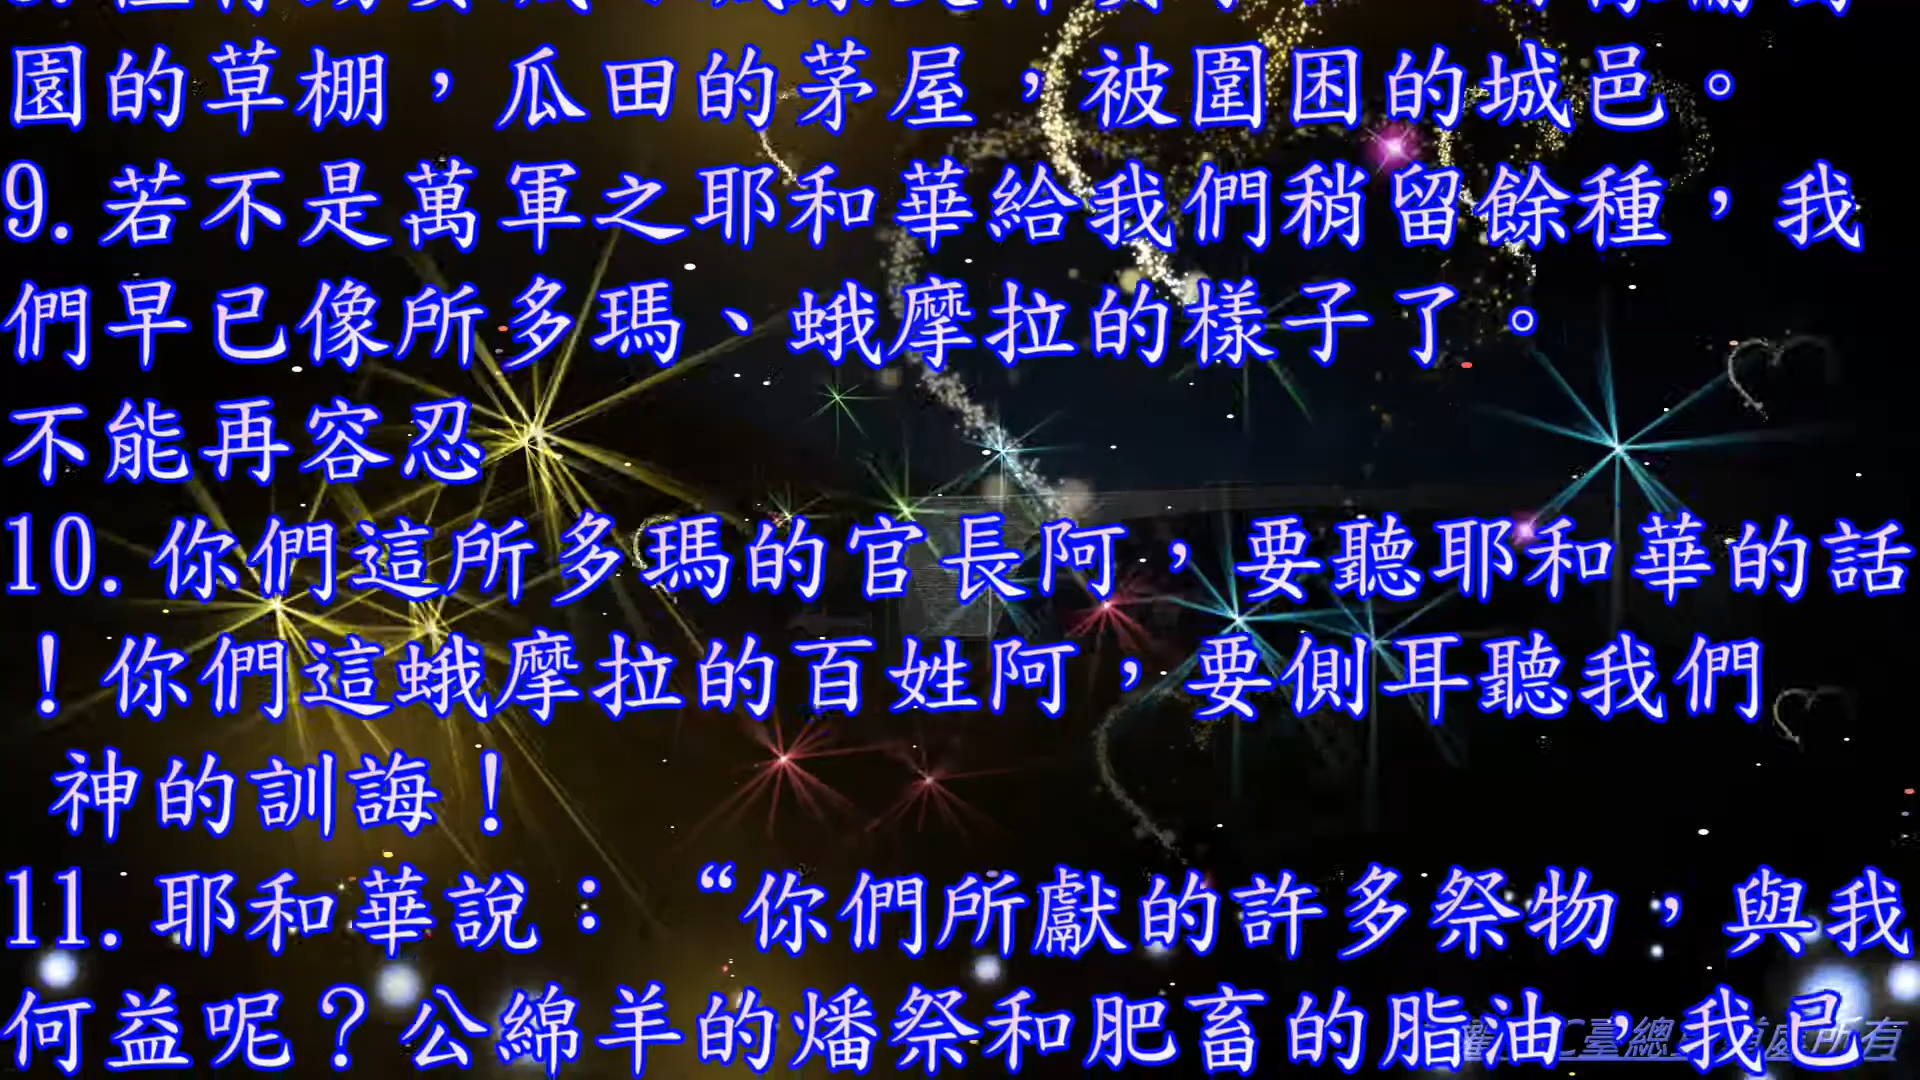 園的草棚,瓜田的茅屋,被圍困的城邑。
9.若不是萬軍之耶和華給我們稍留餘種,我
們早已像所多瑪、蛾摩拉的樣子了。
不能再容忍
10.你們這所多瑪的官長阿,要聽耶和華的話
!你們這蛾摩拉的百姓阿,要側耳聽我們
神的訓誨!
11.耶和華說:“你們所獻的許多祭物,與我
何益呢?公綿羊的燔祭和肥畜的脂油,我已